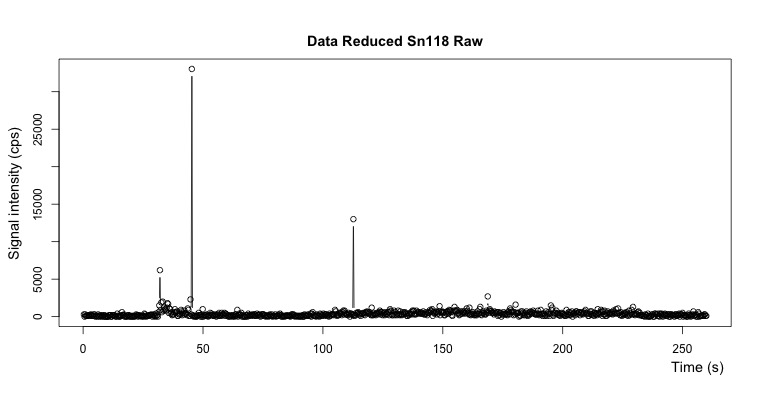 Data Reduced Sn118 Raw
Signal intensity (cps)
25000
15000
5000
0
0 50 100 150 200 250
Time (s)